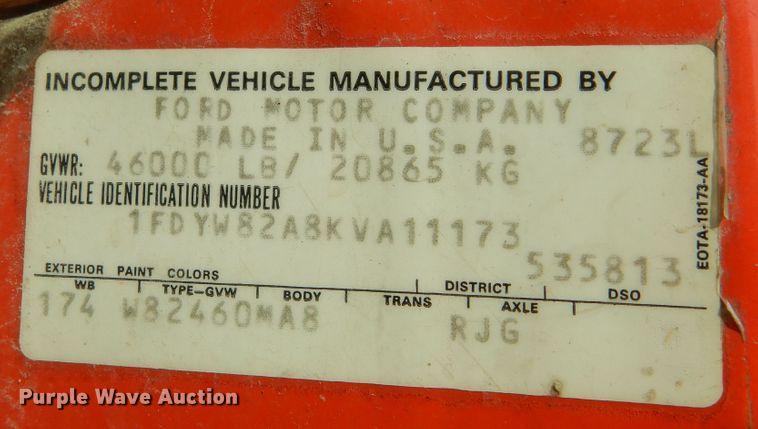 INCOMPLETE VEHICLE MANUFACTURED BY
FORD MOTOR COMPANY
MADE IN U.S.A. 8723L
GVWR: 46000 LB/ 20865 KG
VEHICLE IDENTIFICATION NUMBER
1FDYW82A8KVA11173
535813
EXTERIOR PAINT COLORS DISTRICT DSO
WB TYPE-GVW BODY TRANS AXLE
174 W82460MA8 RJG
EOTA-18173-AA
Purple Wave Auction